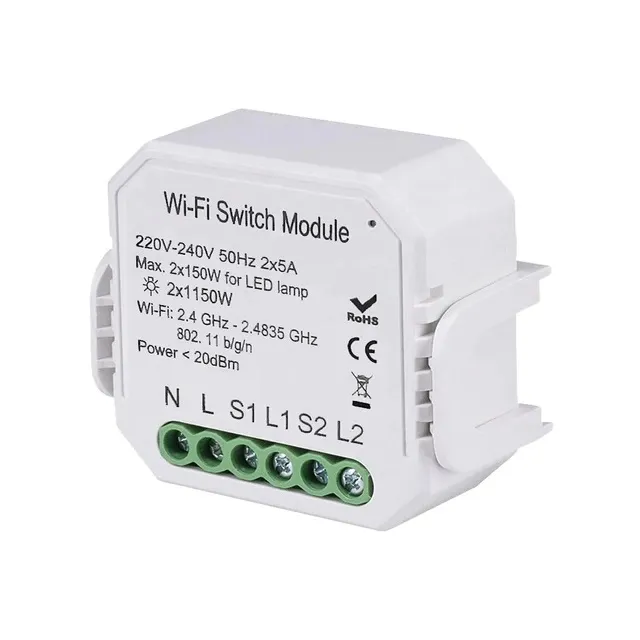 Wi-Fi Switch Module
220V-240V 50Hz 2x5A
Max. 2x150W for LED lamp
2x1150W
Wi-Fi: 2.4 GHz - 2.4835 GHz
802. 11 b/g/n
Power < 20dBm
RoHS
CE
N L S1 L1 S2 L2